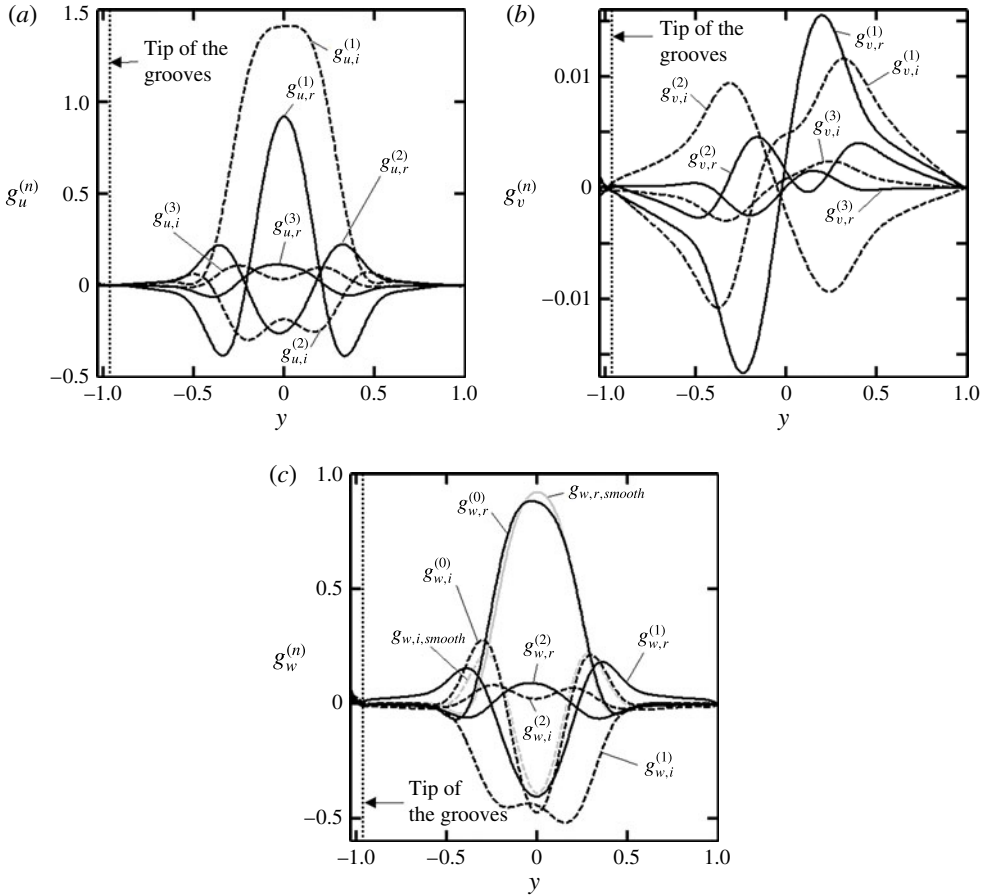 (a)
1.5
1.0
0.5
0
−0.5
g_u^{(n)}
Tip of the
grooves
g_{u,i}^{(1)}
g_{u,r}^{(1)}
g_{u,r}^{(2)}
g_{u,i}^{(3)}
g_{u,r}^{(3)}
g_{u,i}^{(2)}
−1.0 −0.5 0 0.5 1.0
y
(b)
0.01
0
−0.01
g_v^{(n)}
Tip of the
grooves
g_{v,r}^{(1)}
g_{v,i}^{(1)}
g_{v,i}^{(2)}
g_{v,i}^{(3)}
g_{v,r}^{(2)}
g_{v,r}^{(3)}
−1.0 −0.5 0 0.5 1.0
y
(c)
1.0
0.5
0
−0.5
g_w^{(n)}
g_{w,r}^{(0)}
g_{w,r,smooth}
g_{w,i}^{(0)}
g_{w,i,smooth}
g_{w,r}^{(2)}
g_{w,r}^{(1)}
g_{w,i}^{(2)}
g_{w,i}^{(1)}
Tip of
the grooves
−1.0 −0.5 0 0.5 1.0
y